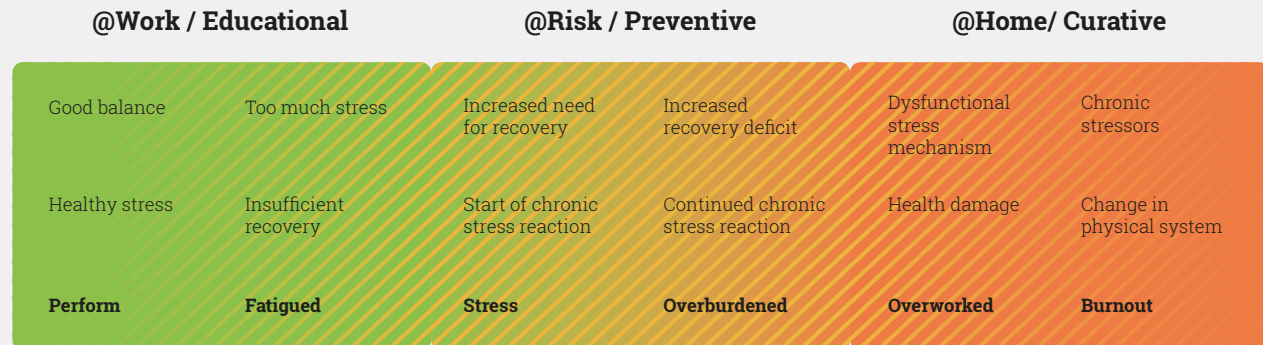 @Work / Educational
@Risk / Preventive
@Home/ Curative
Good balance
Too much stress
Increased need
for recovery
Increased
recovery deficit
Dysfunctional
stress
mechanism
Chronic
stressors
Healthy stress
Insufficient
recovery
Start of chronic
stress reaction
Continued chronic
stress reaction
Health damage
Change in
physical system
Perform
Fatigued
Stress
Overburdened
Overworked
Burnout